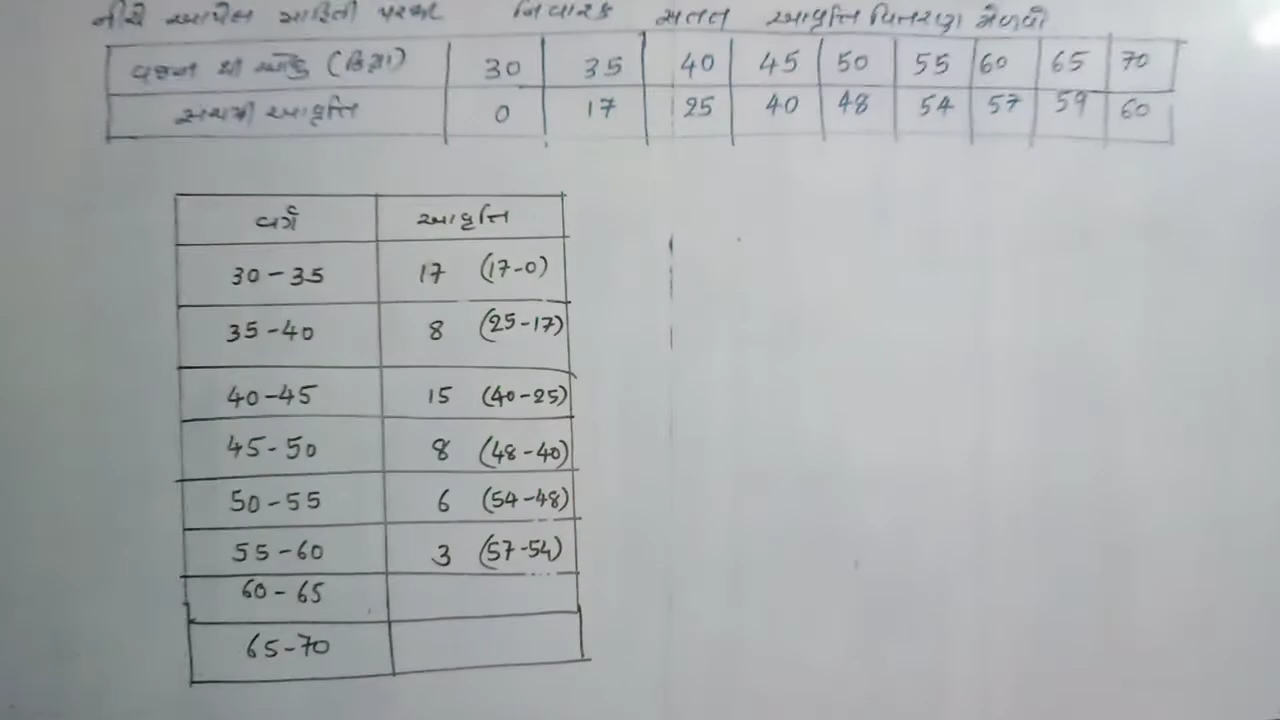 નીચે આપેલ માહિતી પરથી નિવારક સતત આવૃત્તિ વિતરણ મેળવો
વજન થી ઓછુ (કિગ્રા) 30 35 40 45 50 55 60 65 70
સંચયી આવૃત્તિ 0 17 25 40 48 54 57 59 60
વર્ગ આવૃત્તિ
30-35 17 (17-0)
35-40 8 (25-17)
40-45 15 (40-25)
45-50 8 (48-40)
50-55 6 (54-48)
55-60 3 (57-54)
60-65
65-70